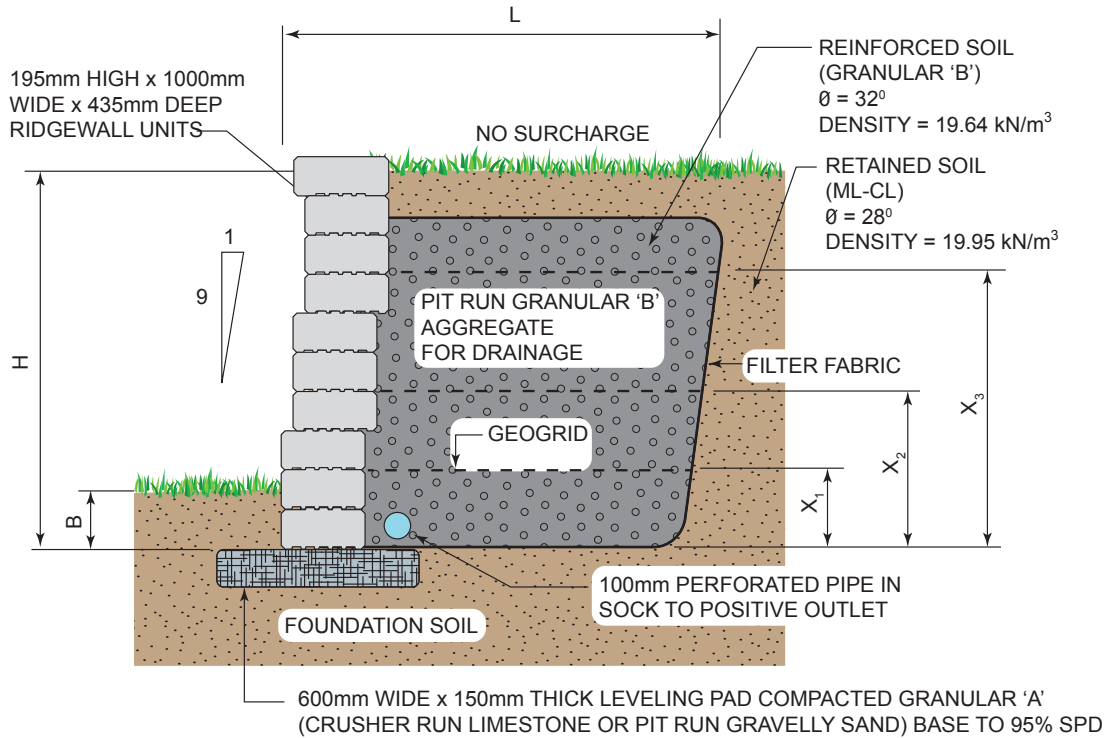 L
195mm HIGH x 1000mm
WIDE x 435mm DEEP
RIDGEWALL UNITS
NO SURCHARGE
REINFORCED SOIL
(GRANULAR ‘B’)
Ø = 32⁰
DENSITY = 19.64 kN/m³
RETAINED SOIL
(ML-CL)
Ø = 28⁰
DENSITY = 19.95 kN/m³
1
9
H
PIT RUN GRANULAR ‘B’
AGGREGATE
FOR DRAINAGE
FILTER FABRIC
X₃
X₂
GEOGRID
X₁
B
100mm PERFORATED PIPE IN
SOCK TO POSITIVE OUTLET
FOUNDATION SOIL
600mm WIDE x 150mm THICK LEVELING PAD COMPACTED GRANULAR ‘A’
(CRUSHER RUN LIMESTONE OR PIT RUN GRAVELLY SAND) BASE TO 95% SPD